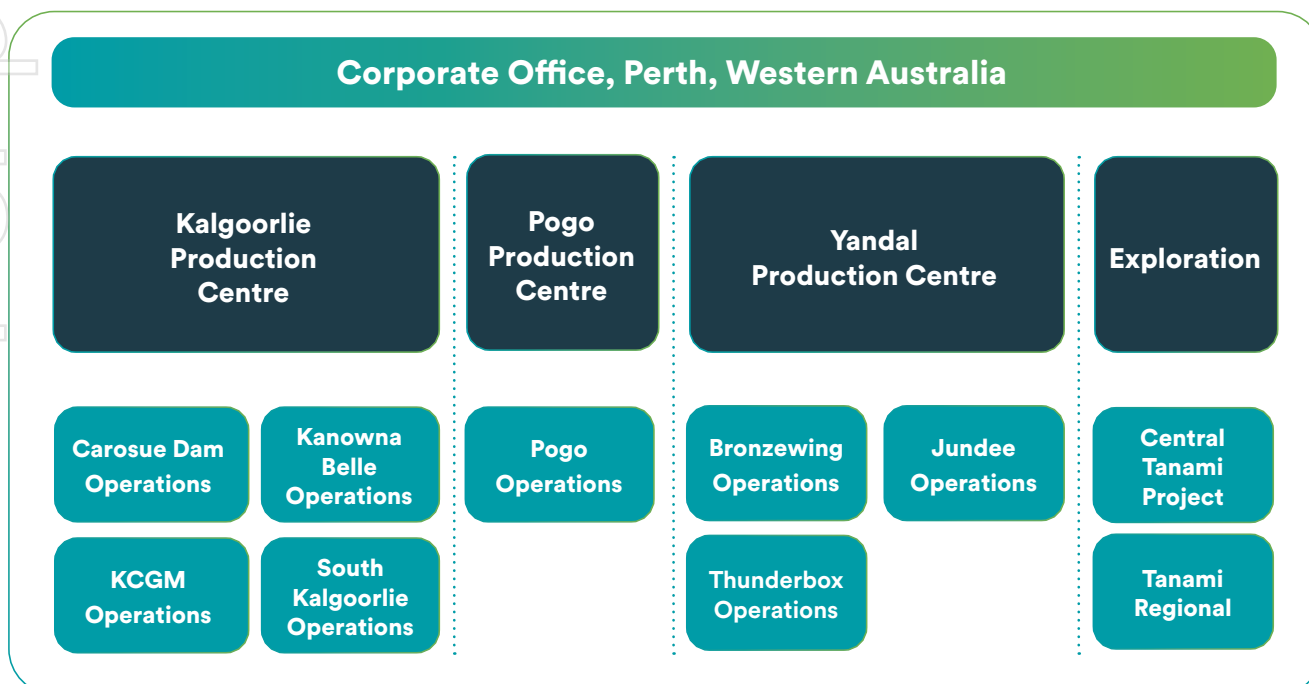 Corporate Office, Perth, Western Australia
Kalgoorlie
Production
Centre
Pogo
Production
Centre
Yandal
Production Centre
Exploration
Carosue Dam
Operations
Kanowna
Belle
Operations
KCGM
Operations
South
Kalgoorlie
Operations
Pogo
Operations
Bronzewing
Operations
Jundee
Operations
Thunderbox
Operations
Central
Tanami
Project
Tanami
Regional